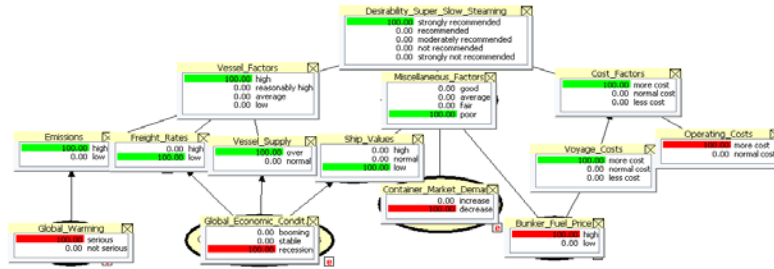 Desirability_Super_Slow_Steaming
100.00 strongly recommended
0.00 recommended
0.00 moderately recommended
0.00 not recommended
0.00 strongly not recommended
Vessel_Factors
100.00 high
0.00 reasonably high
0.00 average
0.00 low
Miscellaneous_Factors
0.00 good
0.00 average
0.00 fair
100.00 poor
Cost_Factors
100.00 more cost
0.00 normal cost
0.00 less cost
Emissions
100.00 high
0.00 low
Freight_Rates
0.00 high
100.00 low
Vessel_Supply
100.00 over
0.00 normal
Ship_Values
0.00 high
0.00 normal
100.00 low
Voyage_Costs
100.00 more cost
0.00 normal cost
0.00 less cost
Operating_Costs
100.00 more cost
0.00 normal cost
Global_Warming
100.00 serious
0.00 not serious
Global_Economic_Condit
0.00 booming
0.00 stable
100.00 recession
Container_Market_Dema
0.00 increase
100.00 decrease
Bunker_Fuel_Price
100.00 high
0.00 low
e
e
e
e